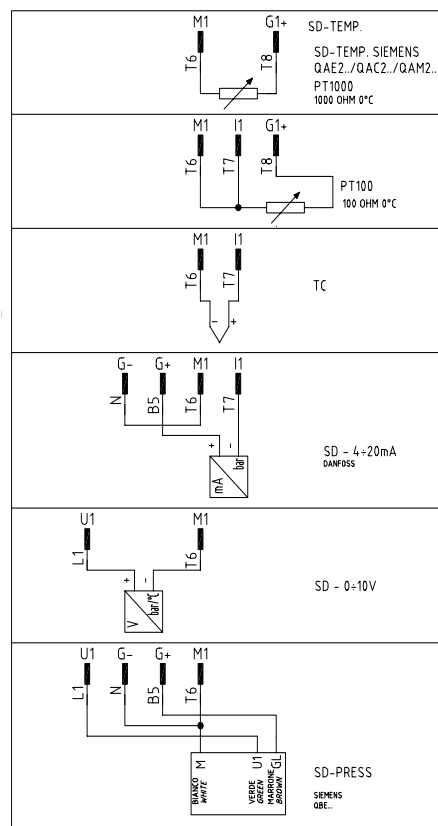 M1 G1+
T6 T8
SD-TEMP.
SD-TEMP. SIEMENS
QAE2../QAC2../QAM2..
PT1000
1000 OHM 0°C
M1 I1 G1+
T6 T7 T8
PT100
100 OHM 0°C
M1 I1
T6 T7
- +
TC
G- G+ M1 I1
N B5 T6 T7
+ -
mA bar
SD - 4÷20mA
DANFOSS
U1 M1
L1 T6
+ -
V bar/°C
SD - 0÷10V
U1 G- G+ M1
L1 N B5 T6
M U1 GL
BIANCO VERDE MARRONE
WHITE GREEN BROWN
SD-PRESS
SIEMENS
QBE...